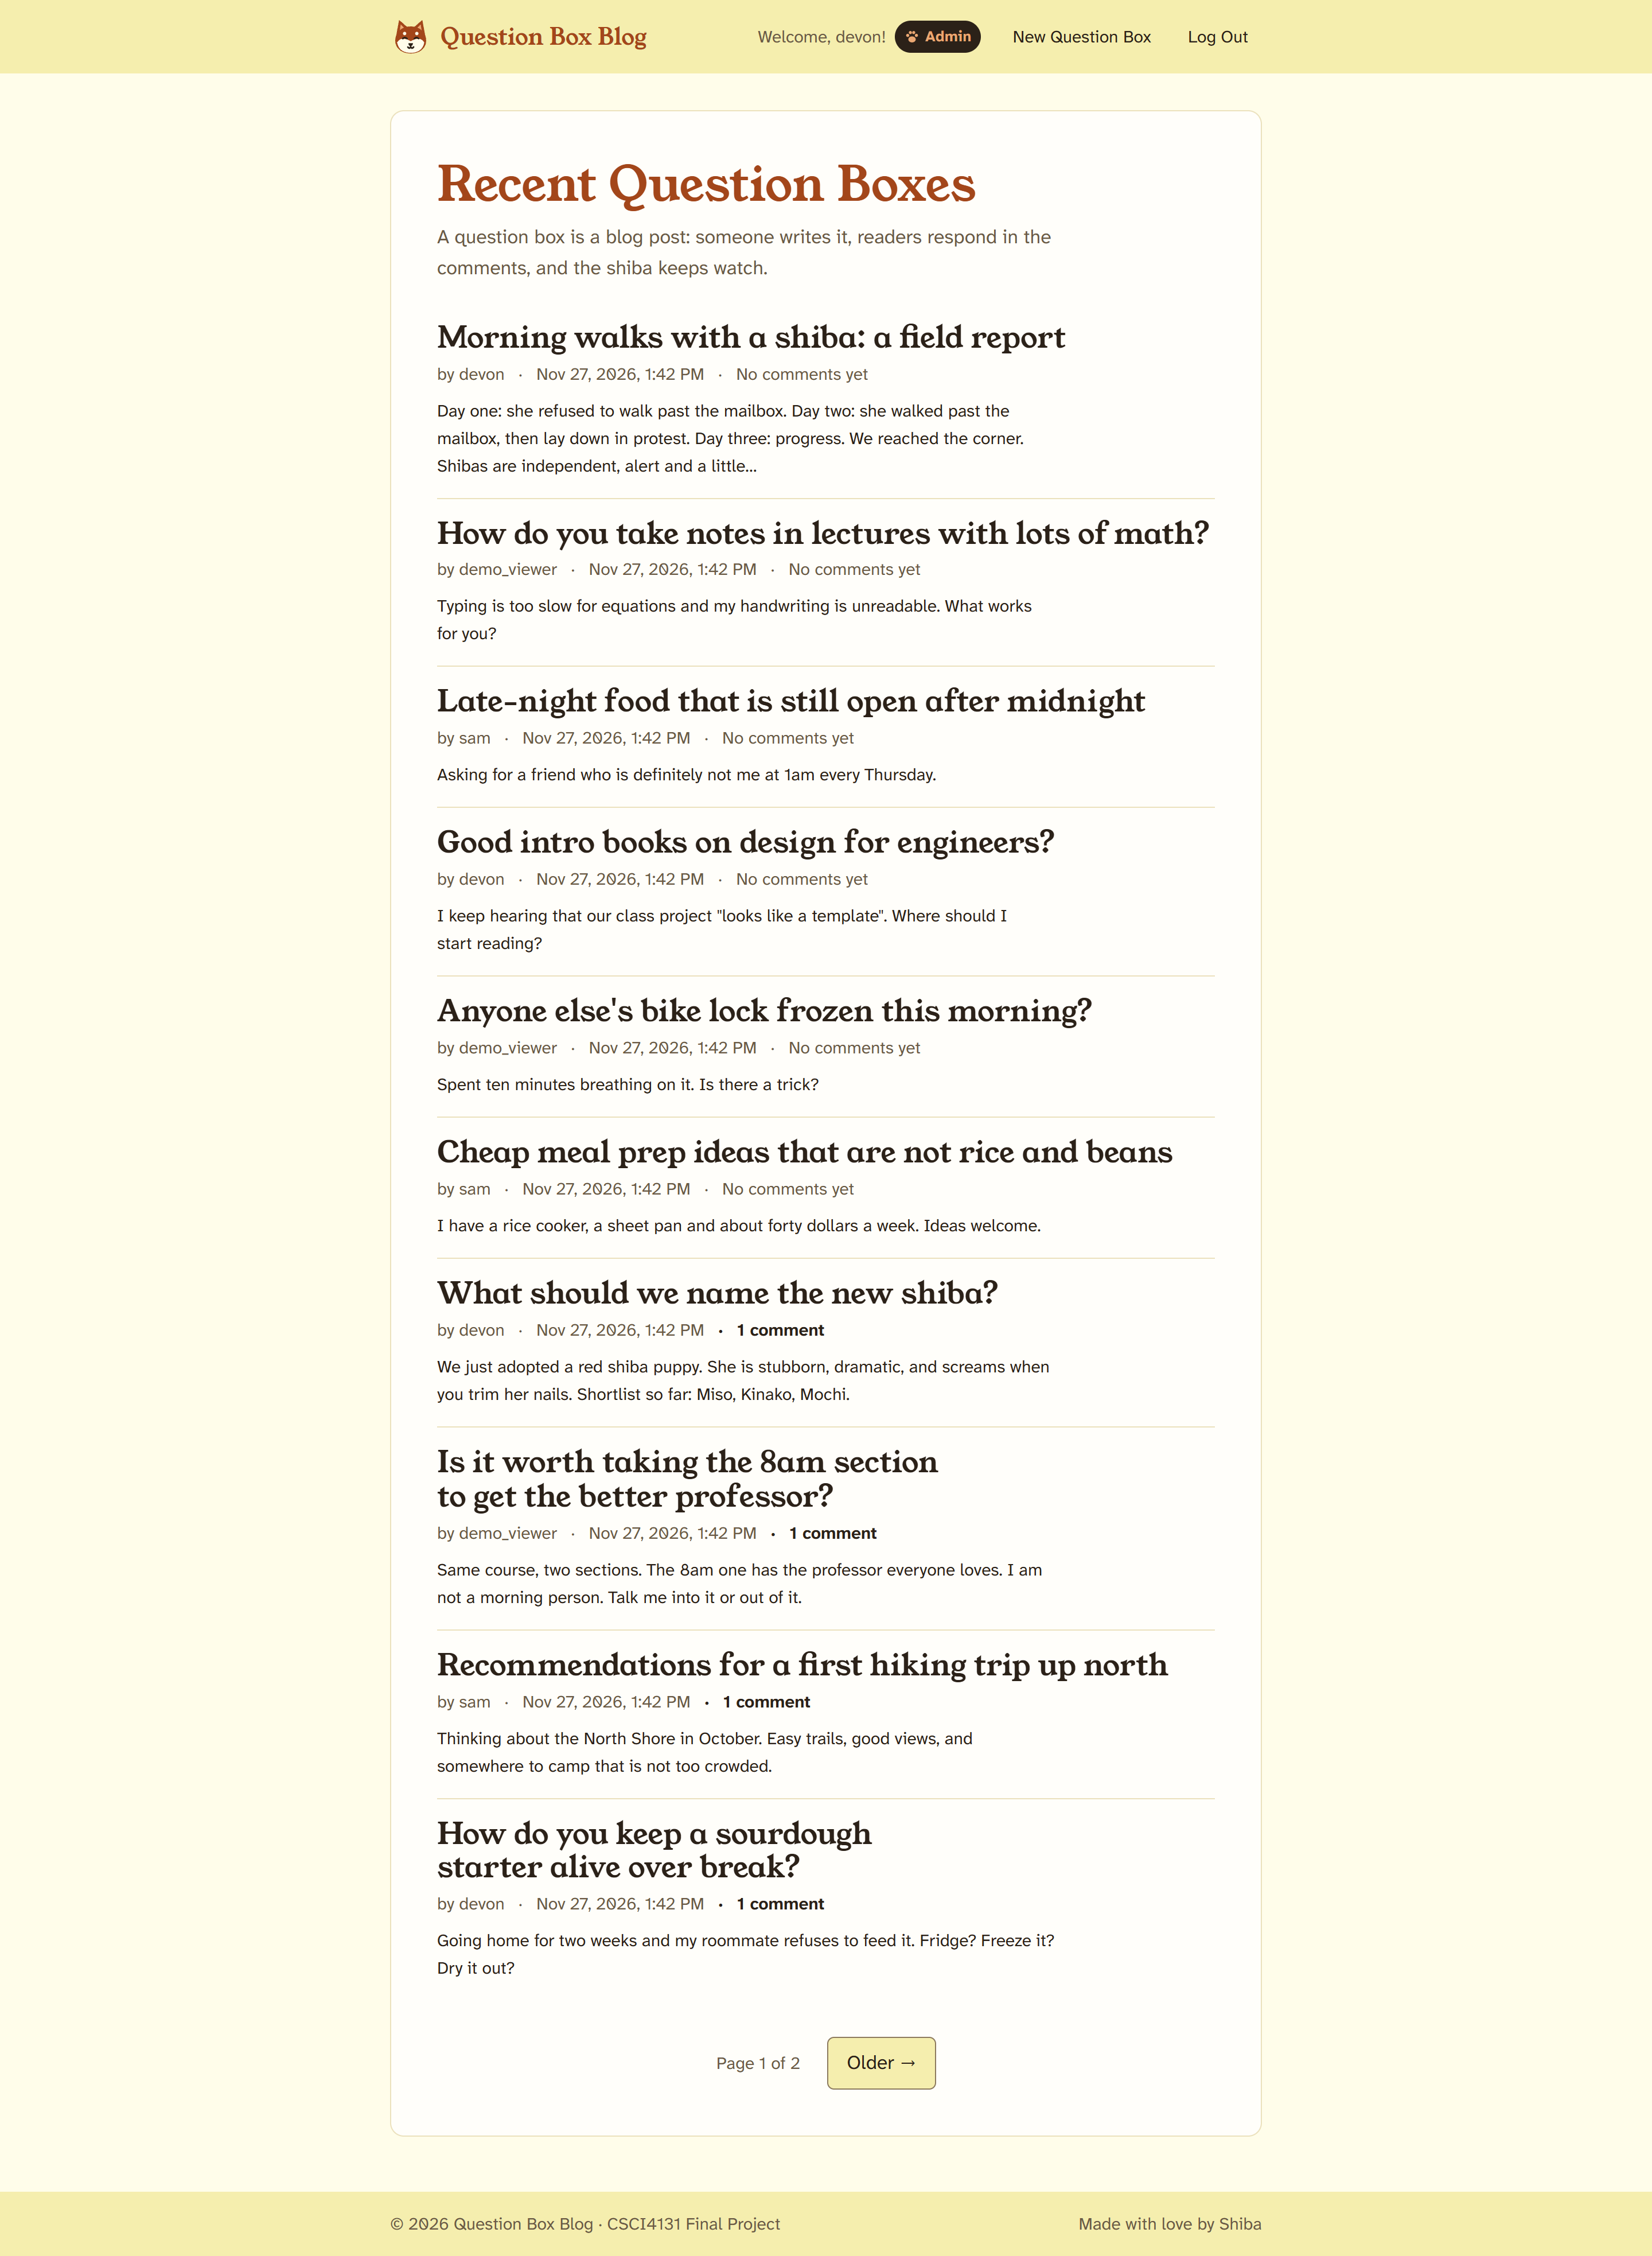 Question Box Blog
Welcome, devon! Admin New Question Box Log Out
Recent Question Boxes
A question box is a blog post: someone writes it, readers respond in the
comments, and the shiba keeps watch.
Morning walks with a shiba: a field report
by devon · Nov 27, 2026, 1:42 PM · No comments yet
Day one: she refused to walk past the mailbox. Day two: she walked past the
mailbox, then lay down in protest. Day three: progress. We reached the corner.
Shibas are independent, alert and a little…
How do you take notes in lectures with lots of math?
by demo_viewer · Nov 27, 2026, 1:42 PM · No comments yet
Typing is too slow for equations and my handwriting is unreadable. What works
for you?
Late-night food that is still open after midnight
by sam · Nov 27, 2026, 1:42 PM · No comments yet
Asking for a friend who is definitely not me at 1am every Thursday.
Good intro books on design for engineers?
by devon · Nov 27, 2026, 1:42 PM · No comments yet
I keep hearing that our class project "looks like a template". Where should I
start reading?
Anyone else's bike lock frozen this morning?
by demo_viewer · Nov 27, 2026, 1:42 PM · No comments yet
Spent ten minutes breathing on it. Is there a trick?
Cheap meal prep ideas that are not rice and beans
by sam · Nov 27, 2026, 1:42 PM · No comments yet
I have a rice cooker, a sheet pan and about forty dollars a week. Ideas welcome.
What should we name the new shiba?
by devon · Nov 27, 2026, 1:42 PM · 1 comment
We just adopted a red shiba puppy. She is stubborn, dramatic, and screams when
you trim her nails. Shortlist so far: Miso, Kinako, Mochi.
Is it worth taking the 8am section
to get the better professor?
by demo_viewer · Nov 27, 2026, 1:42 PM · 1 comment
Same course, two sections. The 8am one has the professor everyone loves. I am
not a morning person. Talk me into it or out of it.
Recommendations for a first hiking trip up north
by sam · Nov 27, 2026, 1:42 PM · 1 comment
Thinking about the North Shore in October. Easy trails, good views, and
somewhere to camp that is not too crowded.
How do you keep a sourdough
starter alive over break?
by devon · Nov 27, 2026, 1:42 PM · 1 comment
Going home for two weeks and my roommate refuses to feed it. Fridge? Freeze it?
Dry it out?
Page 1 of 2 Older →
© 2026 Question Box Blog · CSCI4131 Final Project
Made with love by Shiba